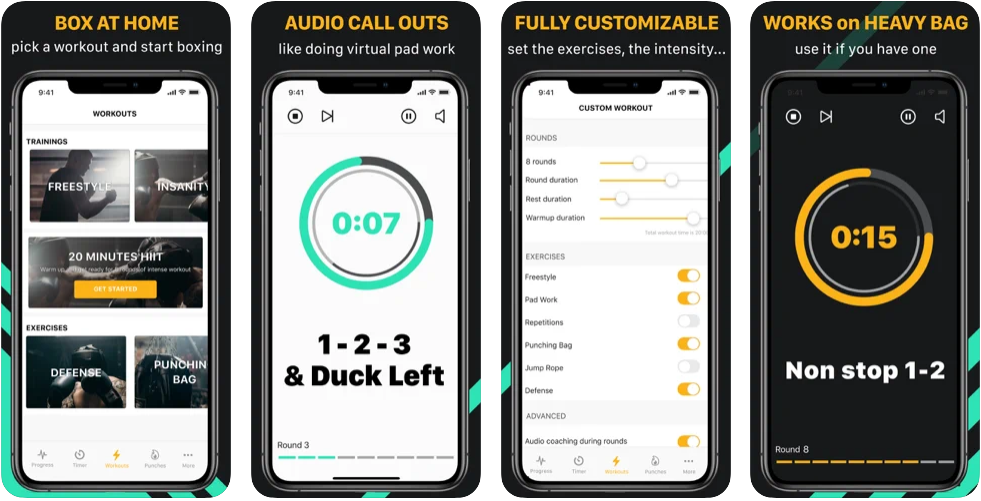 BOX AT HOME
pick a workout and start boxing
9:41
WORKOUTS
TRAININGS
FREESTYLE
INSANITY
20 MINUTES HIIT
Warm up, and get ready for 20 minutes of intense workout
GET STARTED
EXERCISES
DEFENSE
PUNCHIN
BAG
Progress
Timer
Workouts
Punches
More
AUDIO CALL OUTS
like doing virtual pad work
9:41
0:07
1 - 2 - 3
& Duck Left
Round 3
FULLY CUSTOMIZABLE
set the exercises, the intensity...
9:41
CUSTOM WORKOUT
ROUNDS
8 rounds
Round duration
Rest duration
Warmup duration
Total workout time is
EXERCISES
Freestyle
Pad Work
Repetitions
Punching Bag
Jump Rope
Defense
ADVANCED
Audio coaching during rounds
Progress
Timer
Workouts
Punches
More
WORKS on HEAVY BAG
use it if you have one
9:41
0:15
Non stop 1-2
Round 8